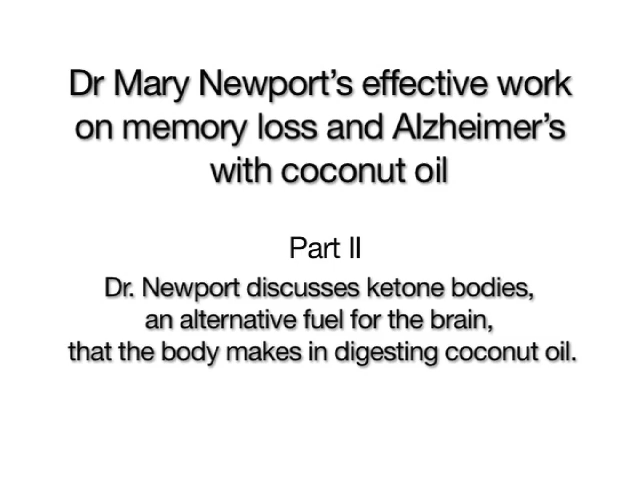 Dr Mary Newport's effective work
on memory loss and Alzheimer's
with coconut oil
Part II
Dr. Newport discusses ketone bodies,
an alternative fuel for the brain,
that the body makes in digesting coconut oil.